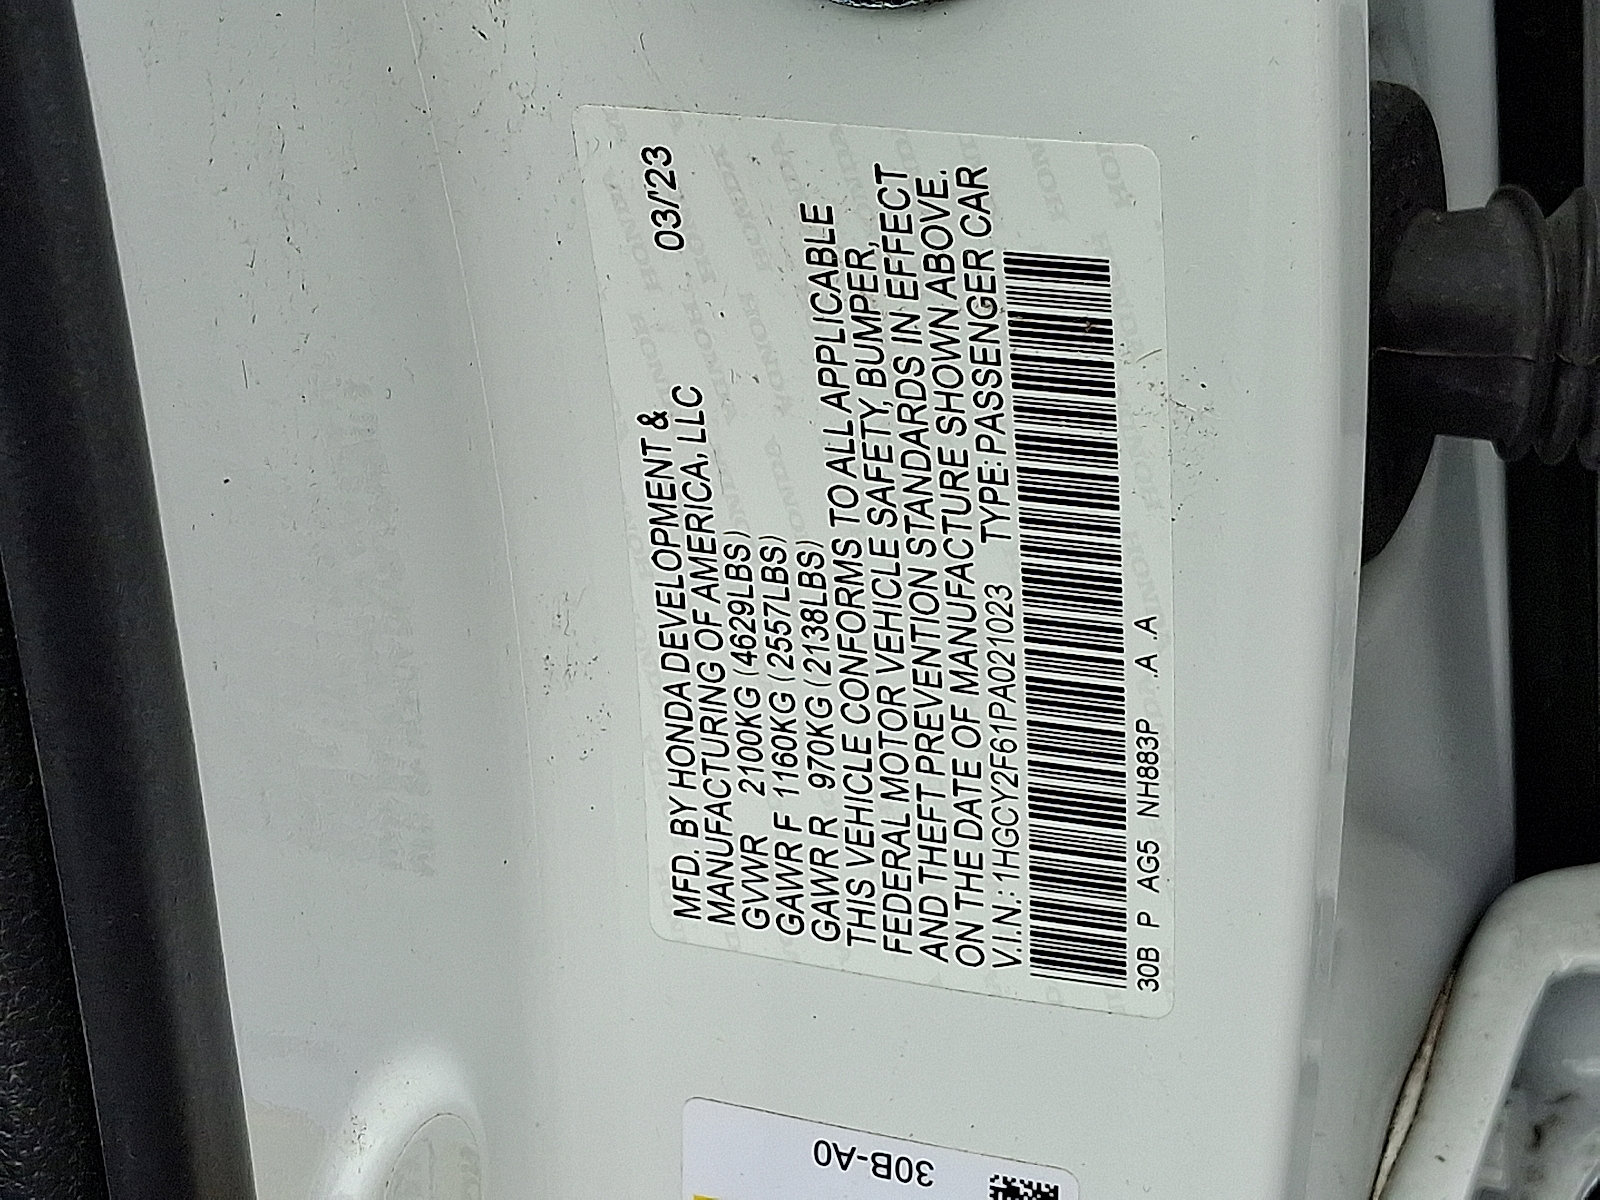 MFD. BY HONDA DEVELOPMENT & 03/'23
MANUFACTURING OF AMERICA, LLC
GVWR 2100KG (4629LBS)
GAWR F 1160KG (2557LBS)
GAWR R 970KG (2138LBS)
THIS VEHICLE CONFORMS TO ALL APPLICABLE
FEDERAL MOTOR VEHICLE SAFETY, BUMPER,
AND THEFT PREVENTION STANDARDS IN EFFECT
ON THE DATE OF MANUFACTURE SHOWN ABOVE.
V.I.N.: 1HGCY2F61PA021023 TYPE: PASSENGER CAR
30B P AG5 NH883P .A .A .A
30B-A0